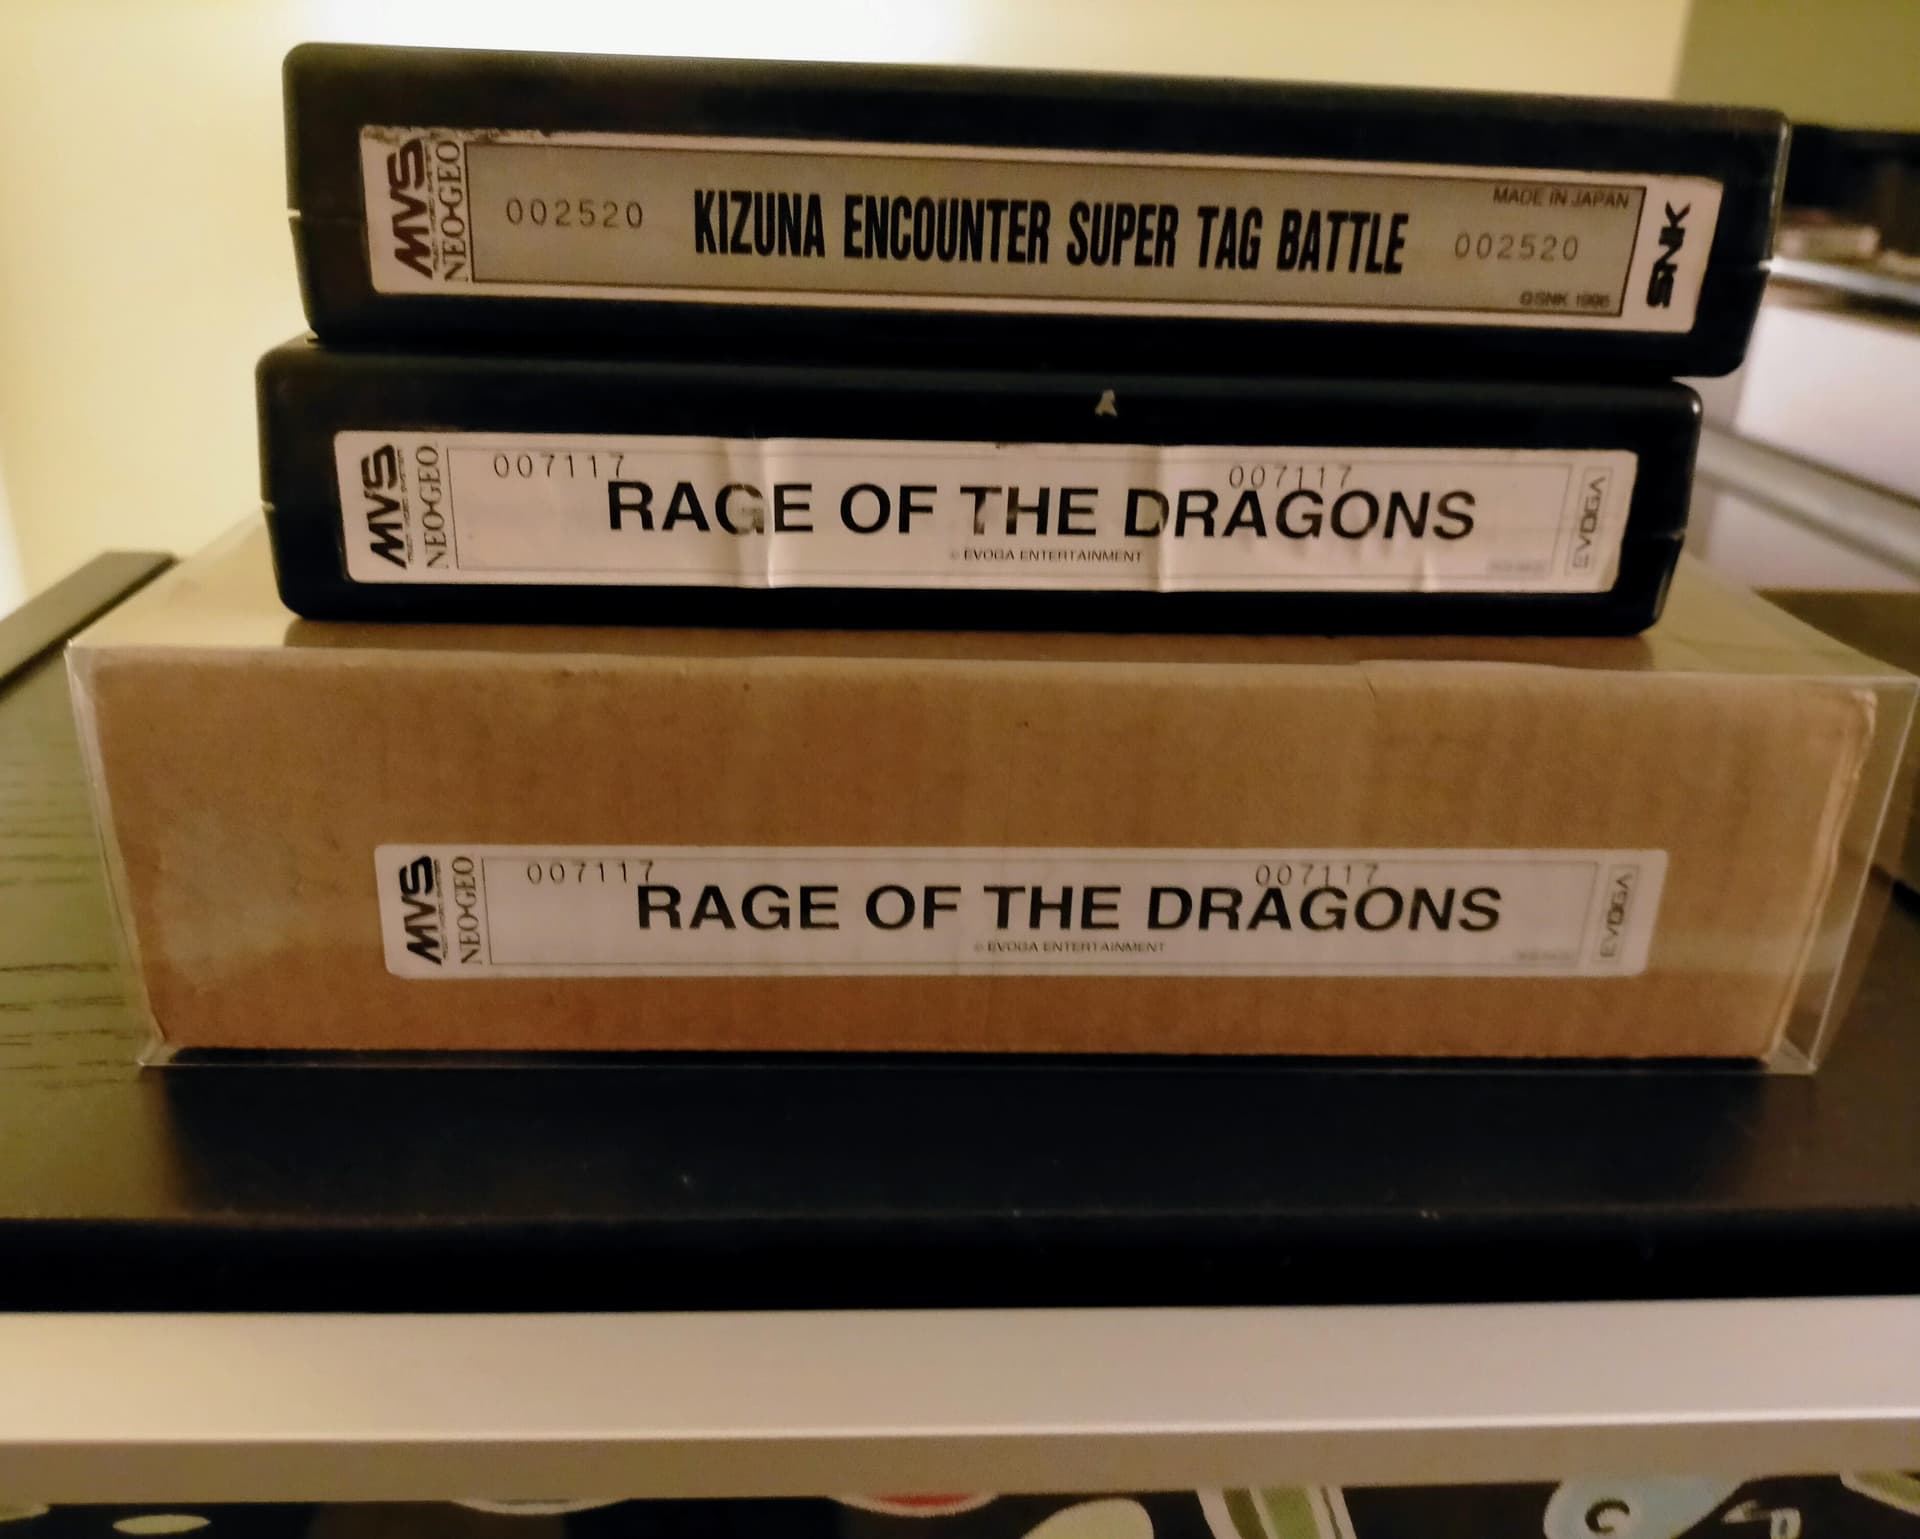 MVS
NEO·GEO
002520
KIZUNA ENCOUNTER SUPER TAG BATTLE
MADE IN JAPAN
002520
©SNK 1996
SNK
MVS
NEO·GEO
007117
007117
RAGE OF THE DRAGONS
© EVOGA ENTERTAINMENT
EVOGA
MVS
NEO·GEO
007117
007117
RAGE OF THE DRAGONS
© EVOGA ENTERTAINMENT
EVOGA